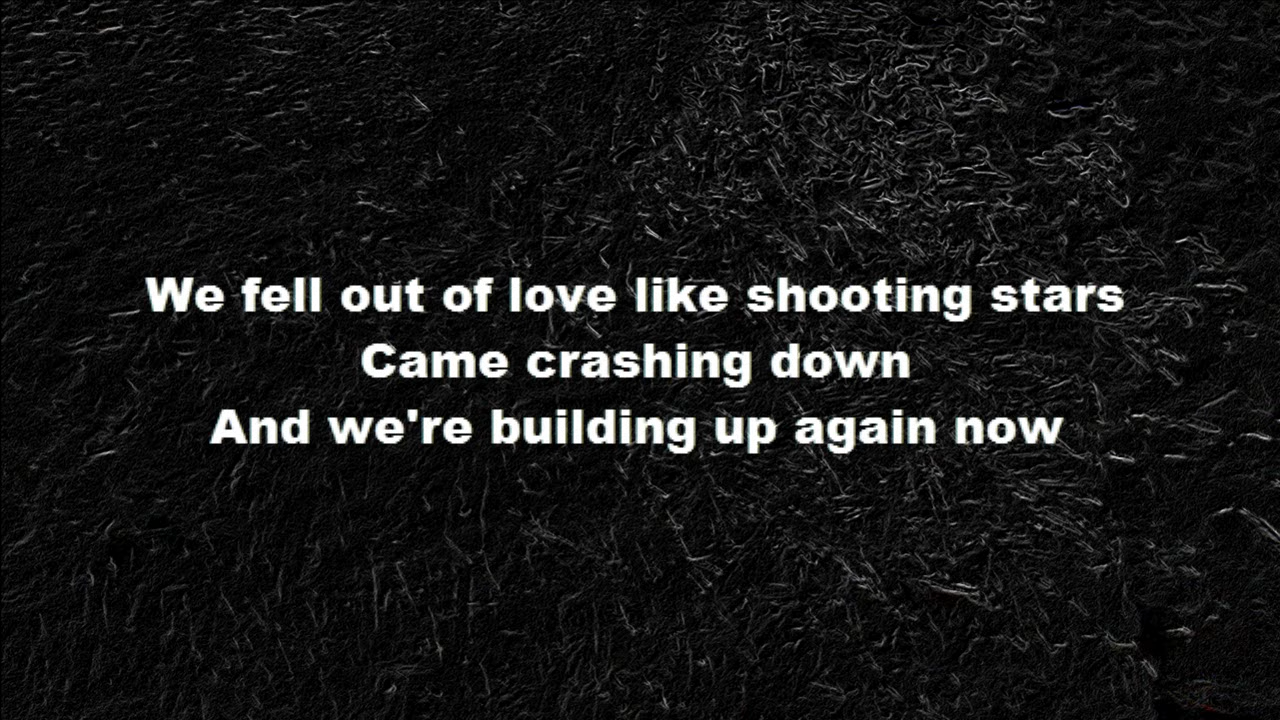 We fell out of love like shooting stars
Came crashing down
And we're building up again now